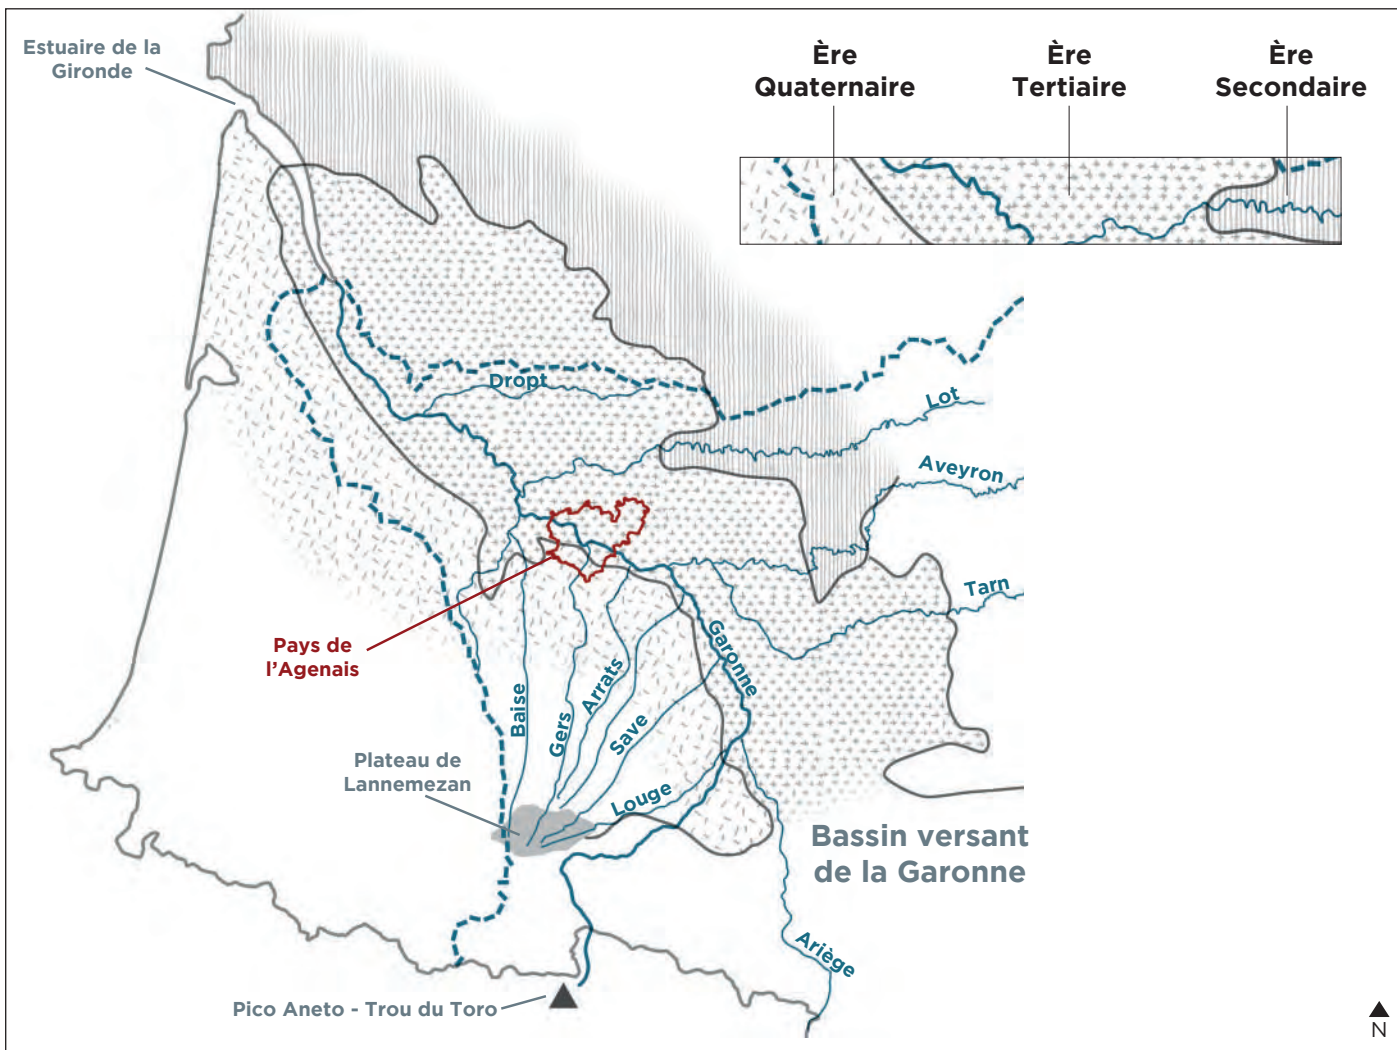 Estuaire de la
Gironde
Ère
Quaternaire
Ère
Tertiaire
Ère
Secondaire
Dropt
Lot
Aveyron
Tarn
Pays de
l'Agenais
Garonne
Baise
Gers
Arrats
Save
Louge
Plateau de
Lannemezan
Bassin versant
de la Garonne
Ariège
Pico Aneto - Trou du Toro
N